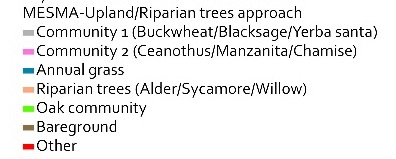 MESMA-Upland/Riparian trees approach
Community 1 (Buckwheat/Blacksage/Yerba santa)
Community 2 (Ceanothus/Manzanita/Chamise)
Annual grass
Riparian trees (Alder/Sycamore/Willow)
Oak community
Bareground
Other